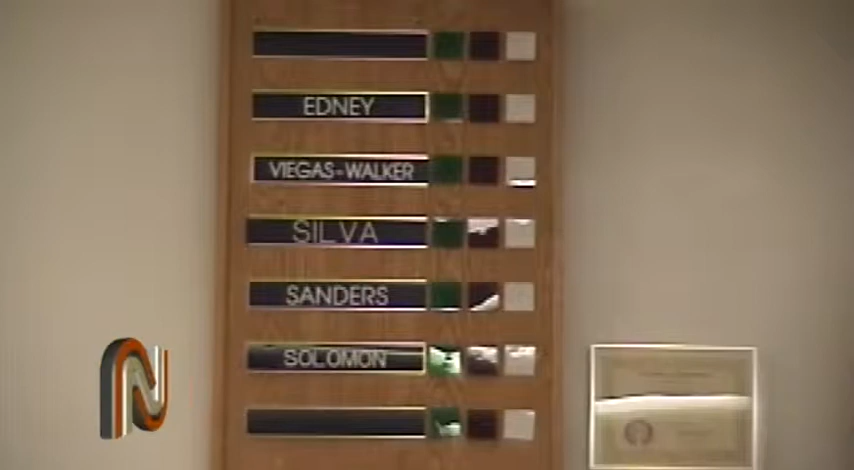 EDNEY
VIEGAS-WALKER
SILVA
SANDERS
SOLOMON